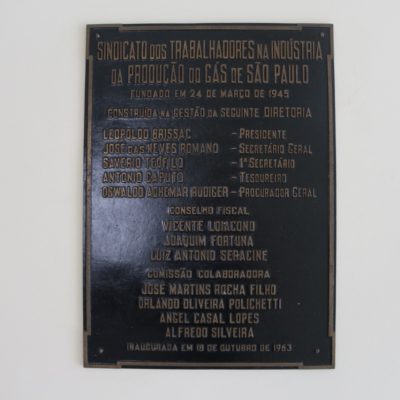 SINDICATO DOS TRABALHADORES NA INDÚSTRIA
DA PRODUÇÃO DO GÁS DE SÃO PAULO
FUNDADO EM 24 DE MARÇO DE 1945
CONSTRUÍDA NA GESTÃO DA SEGUINTE DIRETORIA
LEOPOLDO BRISSAC – PRESIDENTE
JOSÉ DAS NEVES ROMANO – SECRETÁRIO GERAL
SAVÉRIO TEÓFILO – 1º SECRETÁRIO
ANTONIO CAPUTO – TESOUREIRO
OSWALDO ADHEMAR RUDIGER – PROCURADOR GERAL
CONSELHO FISCAL
VICENTE LOMCONO
JOAQUIM FORTUNA
LUIZ ANTONIO SERACINE
COMISSÃO COLABORADORA
JOSÉ MARTINS ROCHA FILHO
ORLANDO OLIVEIRA POLICHETTI
ANGEL CASAL LOPES
ALFREDO SILVEIRA
INAUGURADA EM 18 DE OUTUBRO DE 1963